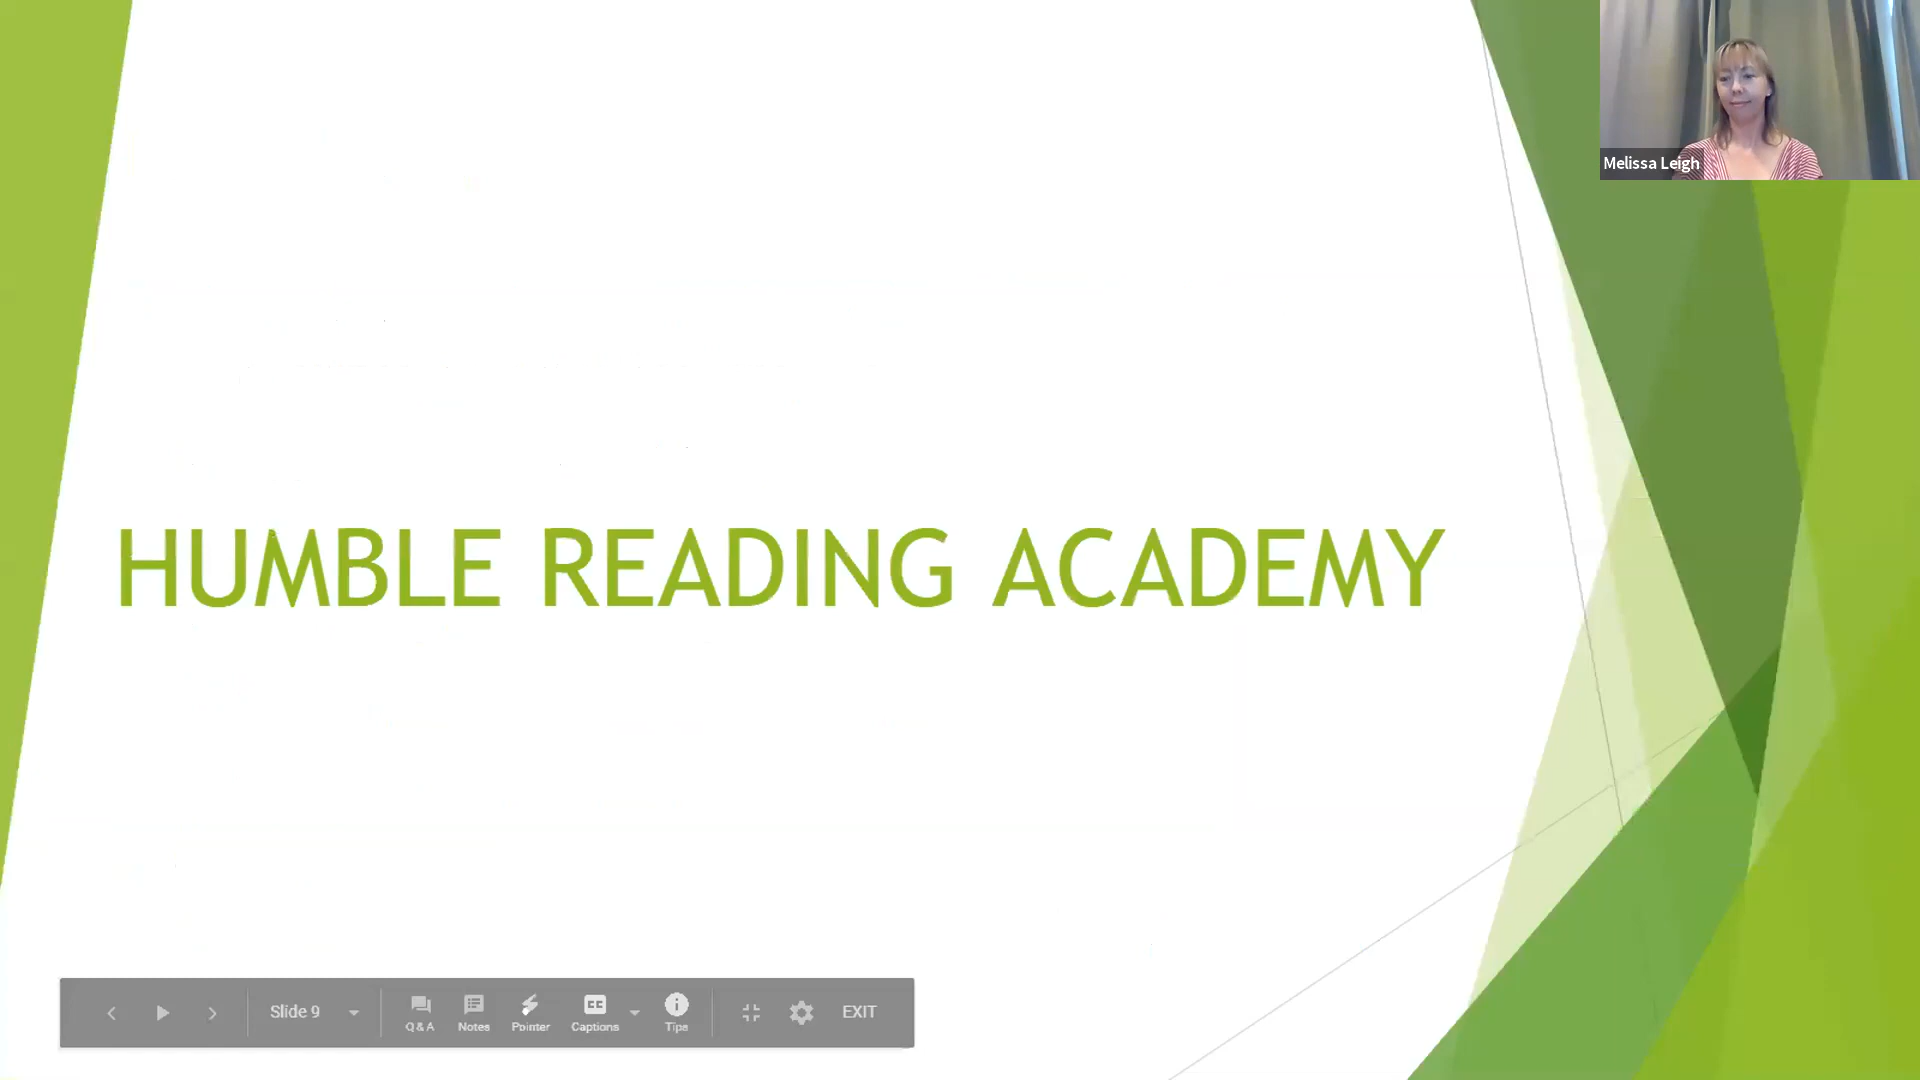 Melissa Leigh
HUMBLE READING ACADEMY
Slide 9
Q & A
Notes
Pointer
Captions
Tips
EXIT